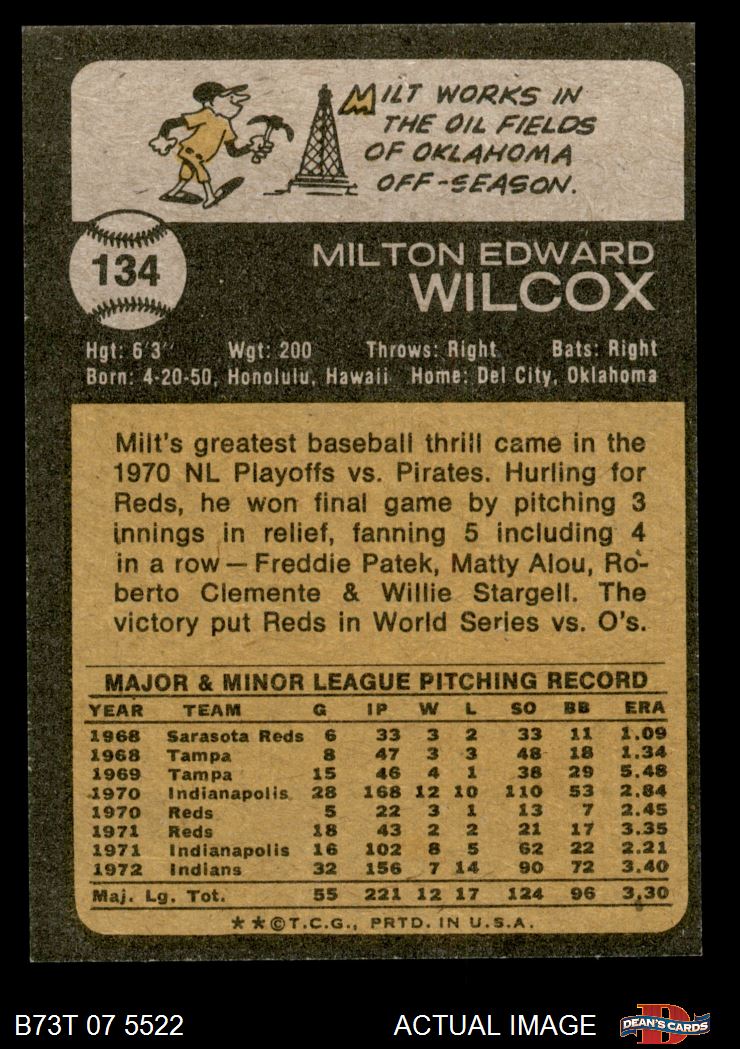 MILT WORKS IN
THE OIL FIELDS
OF OKLAHOMA
OFF-SEASON.
134
MILTON EDWARD
WILCOX
Hgt: 6'3" Wgt: 200 Throws: Right Bats: Right
Born: 4-20-50, Honolulu, Hawaii Home: Del City, Oklahoma
Milt's greatest baseball thrill came in the
1970 NL Playoffs vs. Pirates. Hurling for
Reds, he won final game by pitching 3
innings in relief, fanning 5 including 4
in a row—Freddie Patek, Matty Alou, Ro-
berto Clemente & Willie Stargell. The
victory put Reds in World Series vs. O's.
MAJOR & MINOR LEAGUE PITCHING RECORD
YEAR TEAM G IP W L SO BB ERA
1968 Sarasota Reds 6 33 3 2 33 11 1.09
1968 Tampa 8 47 3 3 48 18 1.34
1969 Tampa 15 46 4 1 38 29 5.48
1970 Indianapolis 28 168 12 10 110 53 2.84
1970 Reds 5 22 3 1 13 7 2.45
1971 Reds 18 43 2 2 21 17 3.35
1971 Indianapolis 16 102 8 5 62 22 2.21
1972 Indians 32 156 7 14 90 72 3.40
Maj. Lg. Tot. 55 221 12 17 124 96 3.30
★★©T.C.G., PRTD. IN U.S.A.
B73T 07 5522 ACTUAL IMAGE D DEAN'S CARDS